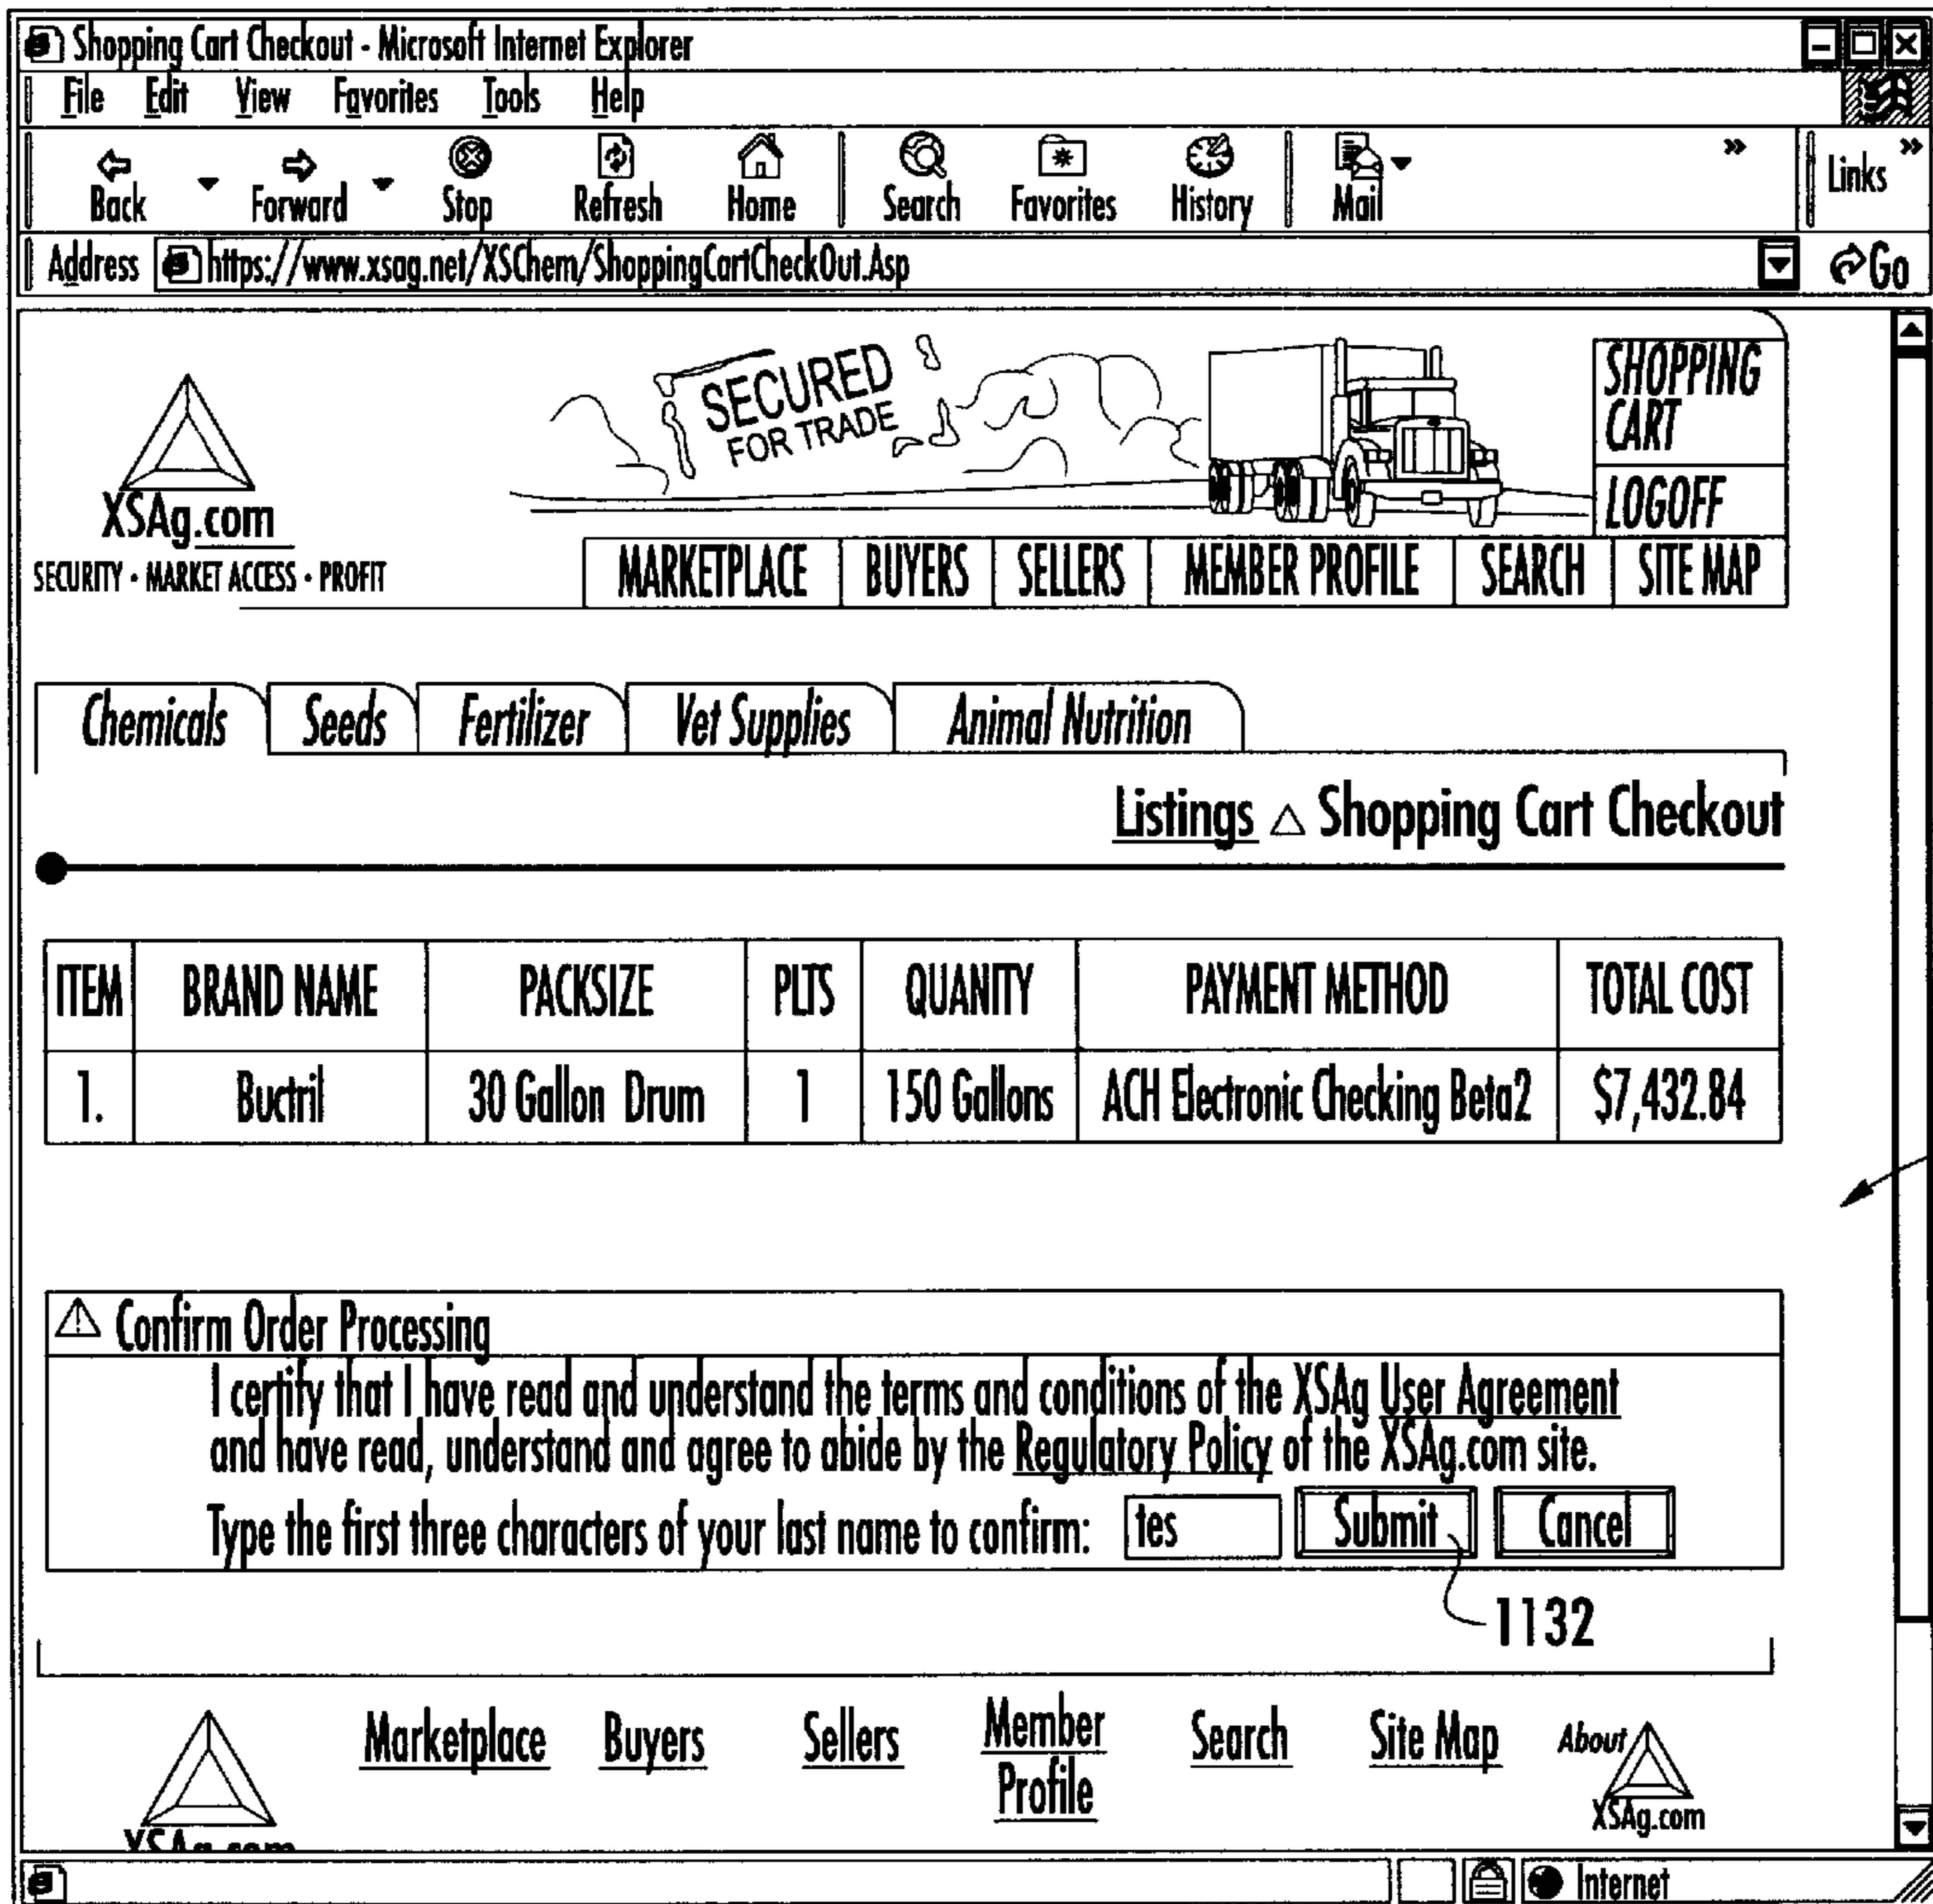 Shopping Cart Checkout - Microsoft Internet Explorer
File Edit View Favorites Tools Help
Back Forward Stop Refresh Home Search Favorites History Mail » Links »
Address https://www.xsag.net/XSChem/ShoppingCartCheckOut.Asp Go
SECURED
FOR TRADE
SHOPPING
CART
LOGOFF
XSAg.com
SECURITY • MARKET ACCESS • PROFIT
MARKETPLACE BUYERS SELLERS MEMBER PROFILE SEARCH SITE MAP
Chemicals Seeds Fertilizer Vet Supplies Animal Nutrition
Listings △ Shopping Cart Checkout
ITEM BRAND NAME PACKSIZE PLTS QUANITY PAYMENT METHOD TOTAL COST
1. Buctril 30 Gallon Drum 1 150 Gallons ACH Electronic Checking Beta2 $7,432.84
Confirm Order Processing
I certify that I have read and understand the terms and conditions of the XSAg User Agreement
and have read, understand and agree to abide by the Regulatory Policy of the XSAg.com site.
Type the first three characters of your last name to confirm: tes Submit Cancel
1132
Marketplace Buyers Sellers Member Profile Search Site Map About
XSAg.com
XSAg.com
Internet